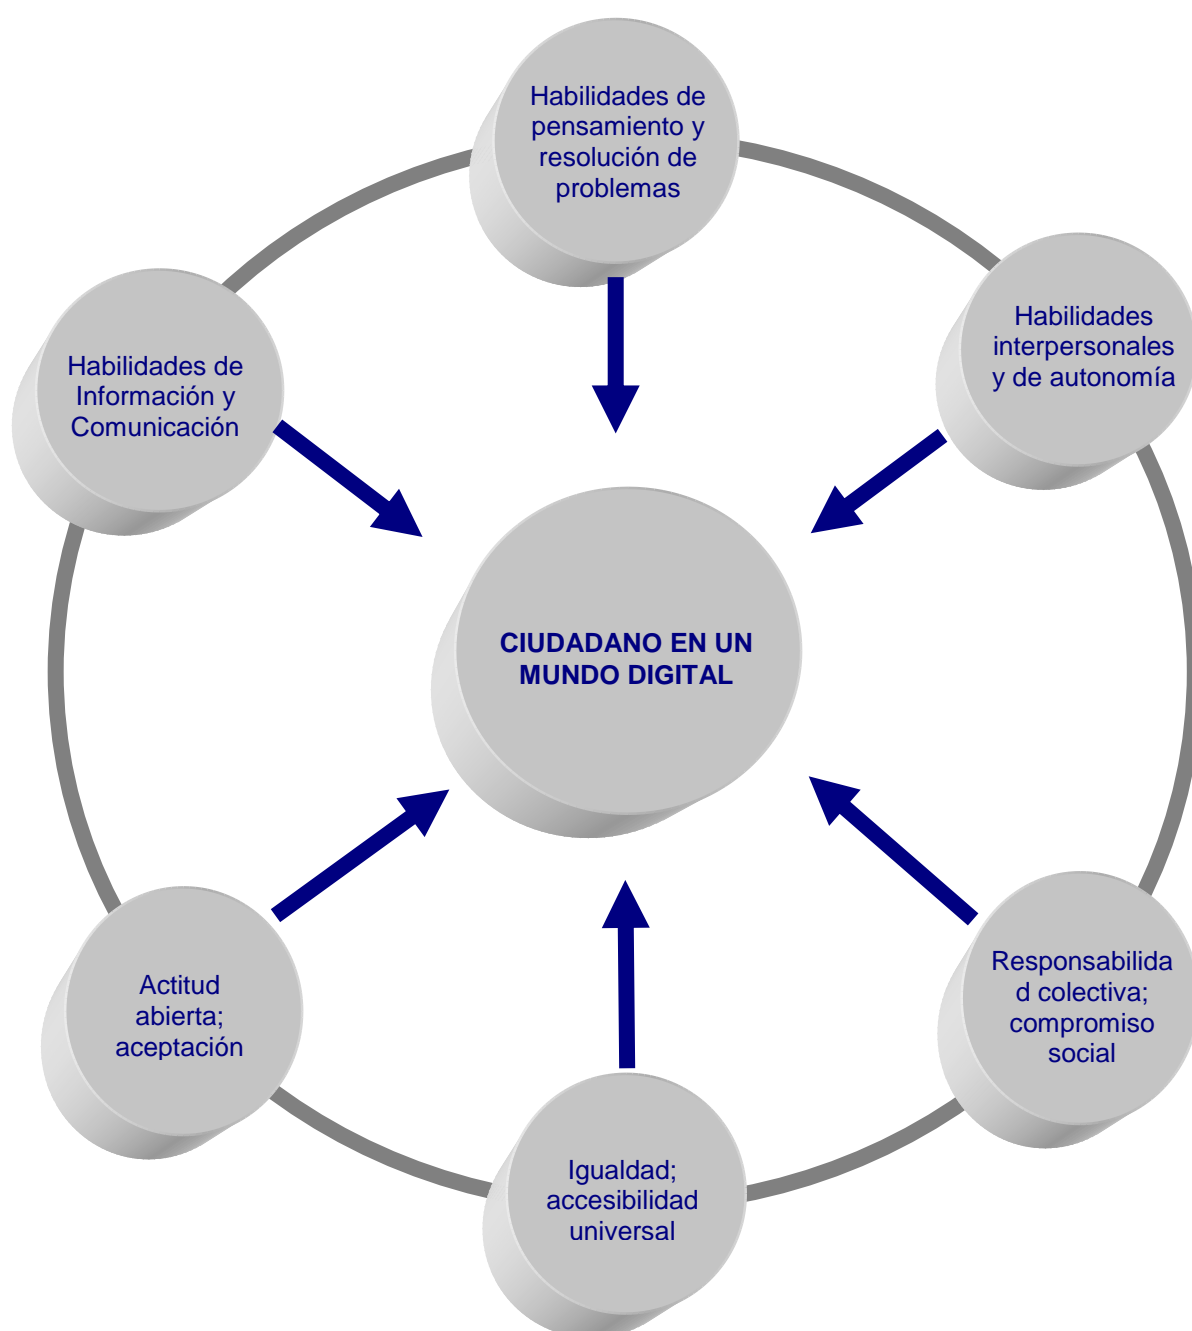 Habilidades de
pensamiento y
resolución de
problemas
Habilidades
interpersonales
y de autonomía
Habilidades de
Información y
Comunicación
CIUDADANO EN UN
MUNDO DIGITAL
Actitud
abierta;
aceptación
Responsabilida
d colectiva;
compromiso
social
Igualdad;
accesibilidad
universal